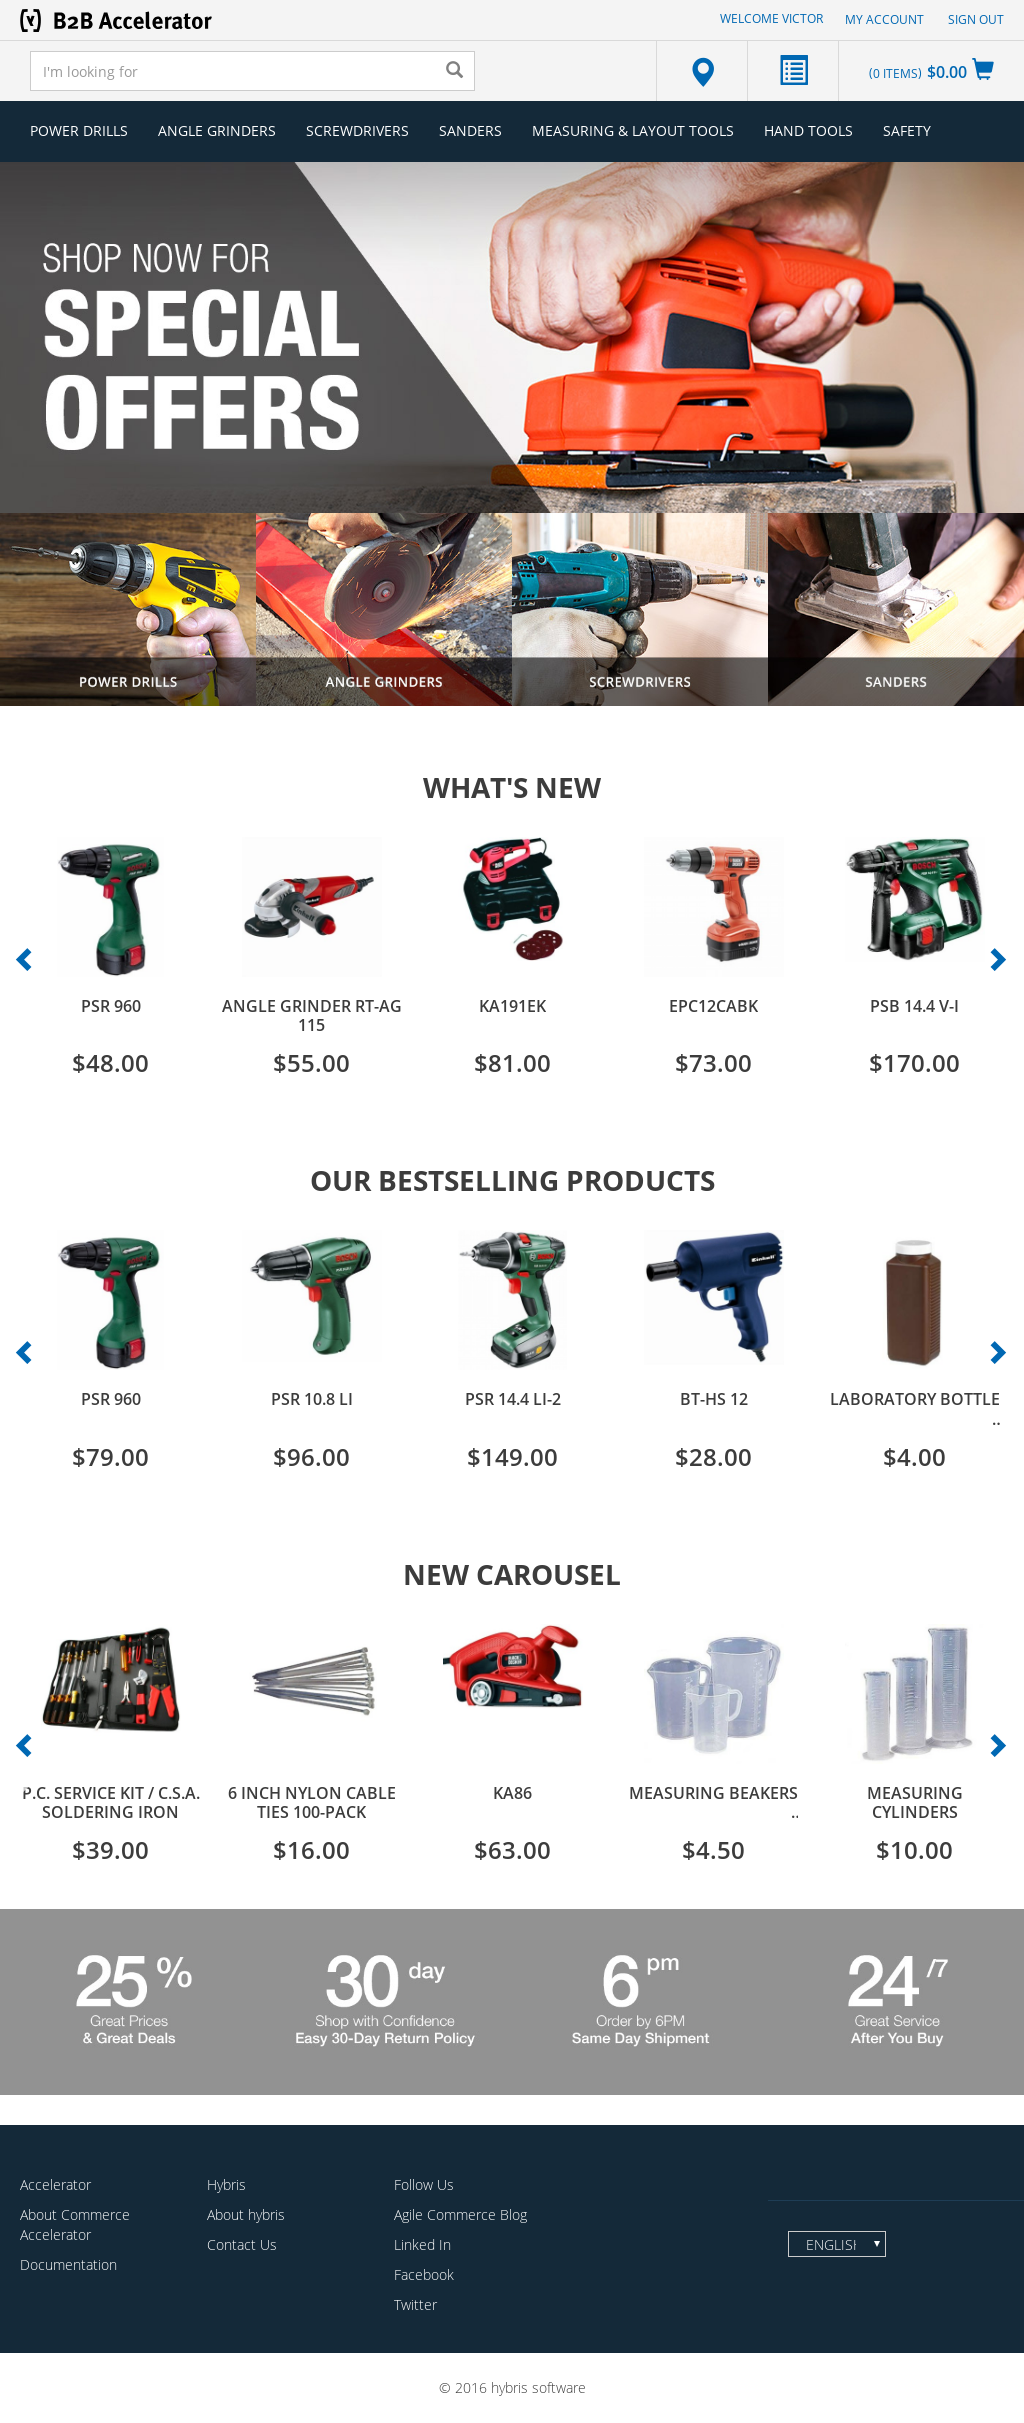 B2B Accelerator
WELCOME VICTOR
MY ACCOUNT
SIGN OUT
I'm looking for
(0 ITEMS) $0.00
POWER DRILLS
ANGLE GRINDERS
SCREWDRIVERS
SANDERS
MEASURING & LAYOUT TOOLS
HAND TOOLS
SAFETY
SHOP NOW FOR
SPECIAL
OFFERS
POWER DRILLS
ANGLE GRINDERS
SCREWDRIVERS
SANDERS
WHAT'S NEW
PSR 960
$48.00
ANGLE GRINDER RT-AG
115
$55.00
KA191EK
$81.00
EPC12CABK
$73.00
PSB 14.4 V-I
$170.00
OUR BESTSELLING PRODUCTS
PSR 960
$79.00
PSR 10.8 LI
$96.00
PSR 14.4 LI-2
$149.00
BT-HS 12
$28.00
LABORATORY BOTTLE
..
$4.00
NEW CAROUSEL
P.C. SERVICE KIT / C.S.A.
SOLDERING IRON
$39.00
6 INCH NYLON CABLE
TIES 100-PACK
$16.00
KA86
$63.00
MEASURING BEAKERS
..
$4.50
MEASURING
CYLINDERS
$10.00
25 %
Great Prices
& Great Deals
30 day
Shop with Confidence
Easy 30-Day Return Policy
6 pm
Order by 6PM
Same Day Shipment
24 /7
Great Service
After You Buy
Accelerator
About Commerce
Accelerator
Documentation
Hybris
About hybris
Contact Us
Follow Us
Agile Commerce Blog
Linked In
Facebook
Twitter
ENGLISH
© 2016 hybris software